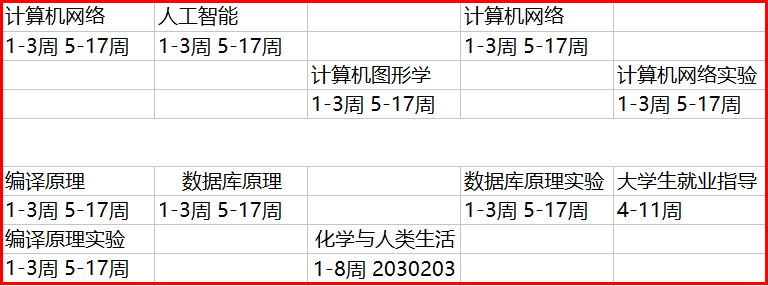 计算机网络 人工智能 计算机网络
1-3周 5-17周 1-3周 5-17周 1-3周 5-17周
计算机图形学 计算机网络实验
1-3周 5-17周 1-3周 5-17周
编译原理 数据库原理 数据库原理实验 大学生就业指导
1-3周 5-17周 1-3周 5-17周 1-3周 5-17周 4-11周
编译原理实验 化学与人类生活
1-3周 5-17周 1-8周 2030203